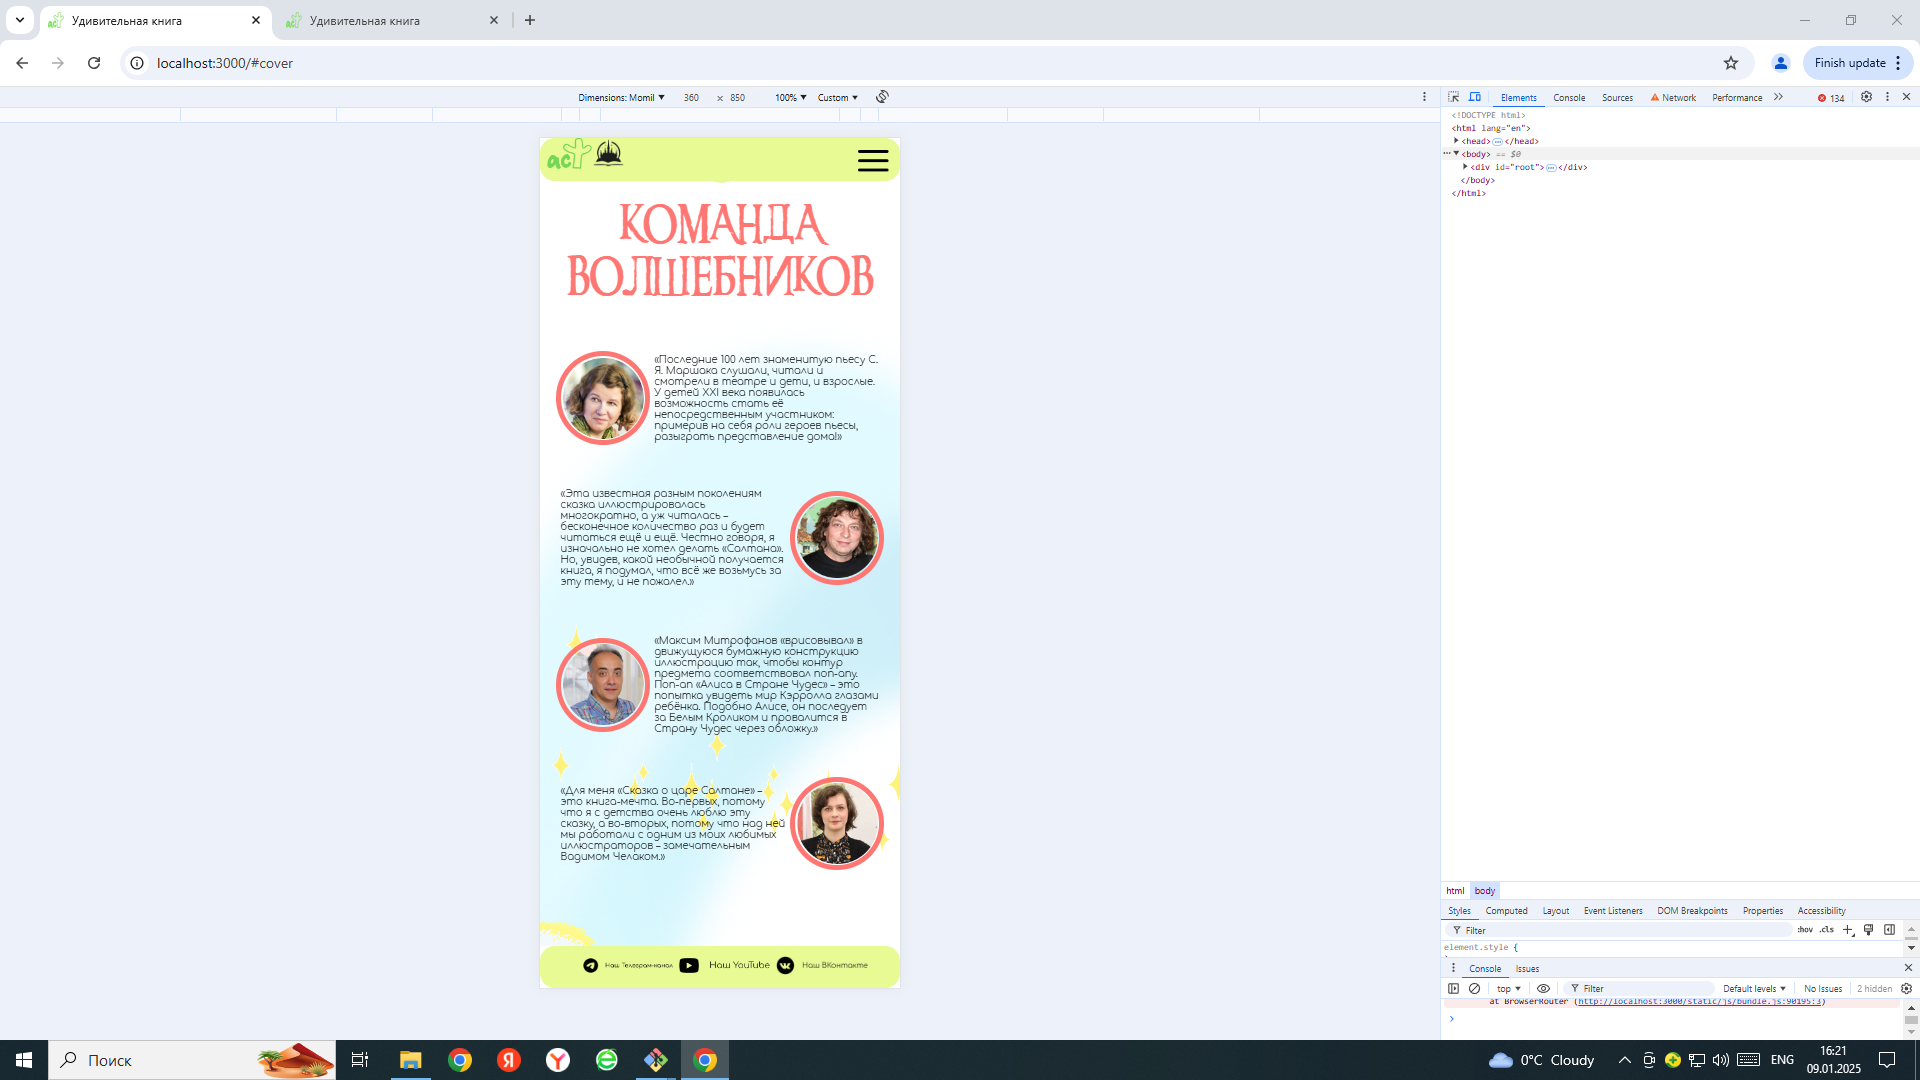 Удивительная книга
Удивительная книга
localhost:3000/#cover
Finish update
Dimensions: Momil 360 × 850 100% Custom
Elements Console Sources Network Performance 134
<!DOCTYPE html>
<html lang="en">
<head> </head>
<body> == $0
<div id="root"> </div>
</body>
</html>
аст
КОМАНДА
ВОЛШЕБНИКОВ
«Последние 100 лет знаменитую пьесу С.
Я. Маршака слушали, читали и
смотрели в театре и дети, и взрослые.
У детей XXI века появилась
возможность стать её
непосредственным участником:
примерив на себя роли героев пьесы,
разыграть представление дома!»
«Эта известная разным поколениям
сказка иллюстрировалась
многократно, а уж читалась –
бесконечное количество раз и будет
читаться ещё и ещё. Честно говоря, я
изначально не хотел делать «Салтана».
Но, увидев, какой необычной получается
книга, я подумал, что всё же возьмусь за
эту тему, и не пожалел.»
«Максим Митрофанов «врисовывал» в
движущуюся бумажную конструкцию
иллюстрацию так, чтобы контур
предмета соответствовал поп-апу.
Поп-ап «Алиса в Стране Чудес» – это
попытка увидеть мир Кэрролла глазами
ребёнка. Подобно Алисе, он последует
за Белым Кроликом и провалится в
Страну Чудес через обложку.»
«Для меня «Сказка о царе Салтане» –
это книга-мечта. Во-первых, потому
что я с детства очень люблю эту
сказку, а во-вторых, потому что над ней
мы работали с одним из моих любимых
иллюстраторов – замечательным
Вадимом Челаком.»
Наш Телеграм-канал Наш YouTube Наш ВКонтакте
html body
Styles Computed Layout Event Listeners DOM Breakpoints Properties Accessibility
Filter :hov .cls
element.style {
Console Issues
top Filter Default levels No Issues 2 hidden
at BrowserRouter (http://localhost:3000/static/js/bundle.js:90195:3)
Поиск
0°C Cloudy ENG 16:21
09.01.2025